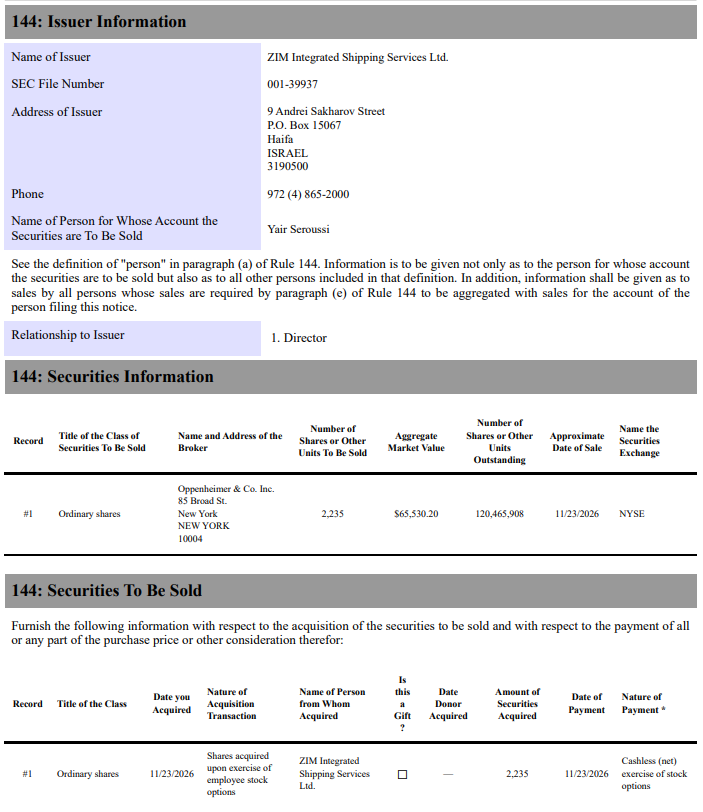 144: Issuer Information
Name of Issuer
ZIM Integrated Shipping Services Ltd.
SEC File Number
001-39937
Address of Issuer
9 Andrei Sakharov Street
P.O. Box 15067
Haifa
ISRAEL
3190500
Phone
972 (4) 865-2000
Name of Person for Whose Account the
Securities are To Be Sold
Yair Seroussi
See the definition of "person" in paragraph (a) of Rule 144. Information is to be given not only as to the person for whose account
the securities are to be sold but also as to all other persons included in that definition. In addition, information shall be given as to
sales by all persons whose sales are required by paragraph (e) of Rule 144 to be aggregated with sales for the account of the
person filing this notice.
Relationship to Issuer
1. Director
144: Securities Information
Record
Title of the Class of
Securities To Be Sold
Name and Address of the
Broker
Number of
Shares or Other
Units To Be Sold
Aggregate
Market Value
Number of
Shares or Other
Units
Outstanding
Approximate
Date of Sale
Name the
Securities
Exchange
#1
Ordinary shares
Oppenheimer & Co. Inc.
85 Broad St.
New York
NEW YORK
10004
2,235
$65,530.20
120,465,908
11/23/2026
NYSE
144: Securities To Be Sold
Furnish the following information with respect to the acquisition of the securities to be sold and with respect to the payment of all
or any part of the purchase price or other consideration therefor:
Record
Title of the Class
Date you
Acquired
Nature of
Acquisition
Transaction
Name of Person
from Whom
Acquired
Is
this
a
Gift
?
Date
Donor
Acquired
Amount of
Securities
Acquired
Date of
Payment
Nature of
Payment *
#1
Ordinary shares
11/23/2026
Shares acquired
upon exercise of
employee stock
options
ZIM Integrated
Shipping Services
Ltd.
☐
—
2,235
11/23/2026
Cashless (net)
exercise of stock
options